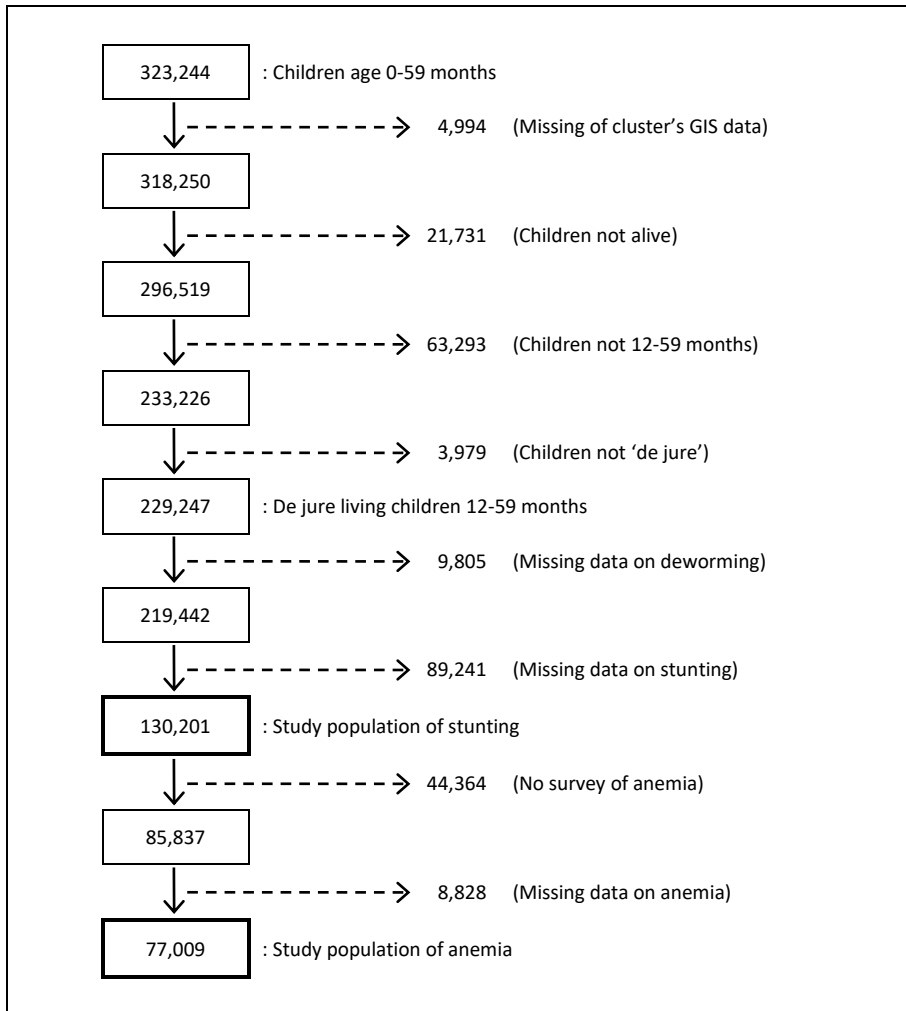 323,244 : Children age 0-59 months
4,994 (Missing of cluster's GIS data)
318,250
21,731 (Children not alive)
296,519
63,293 (Children not 12-59 months)
233,226
3,979 (Children not ‘de jure’)
229,247 : De jure living children 12-59 months
9,805 (Missing data on deworming)
219,442
89,241 (Missing data on stunting)
130,201 : Study population of stunting
44,364 (No survey of anemia)
85,837
8,828 (Missing data on anemia)
77,009 : Study population of anemia